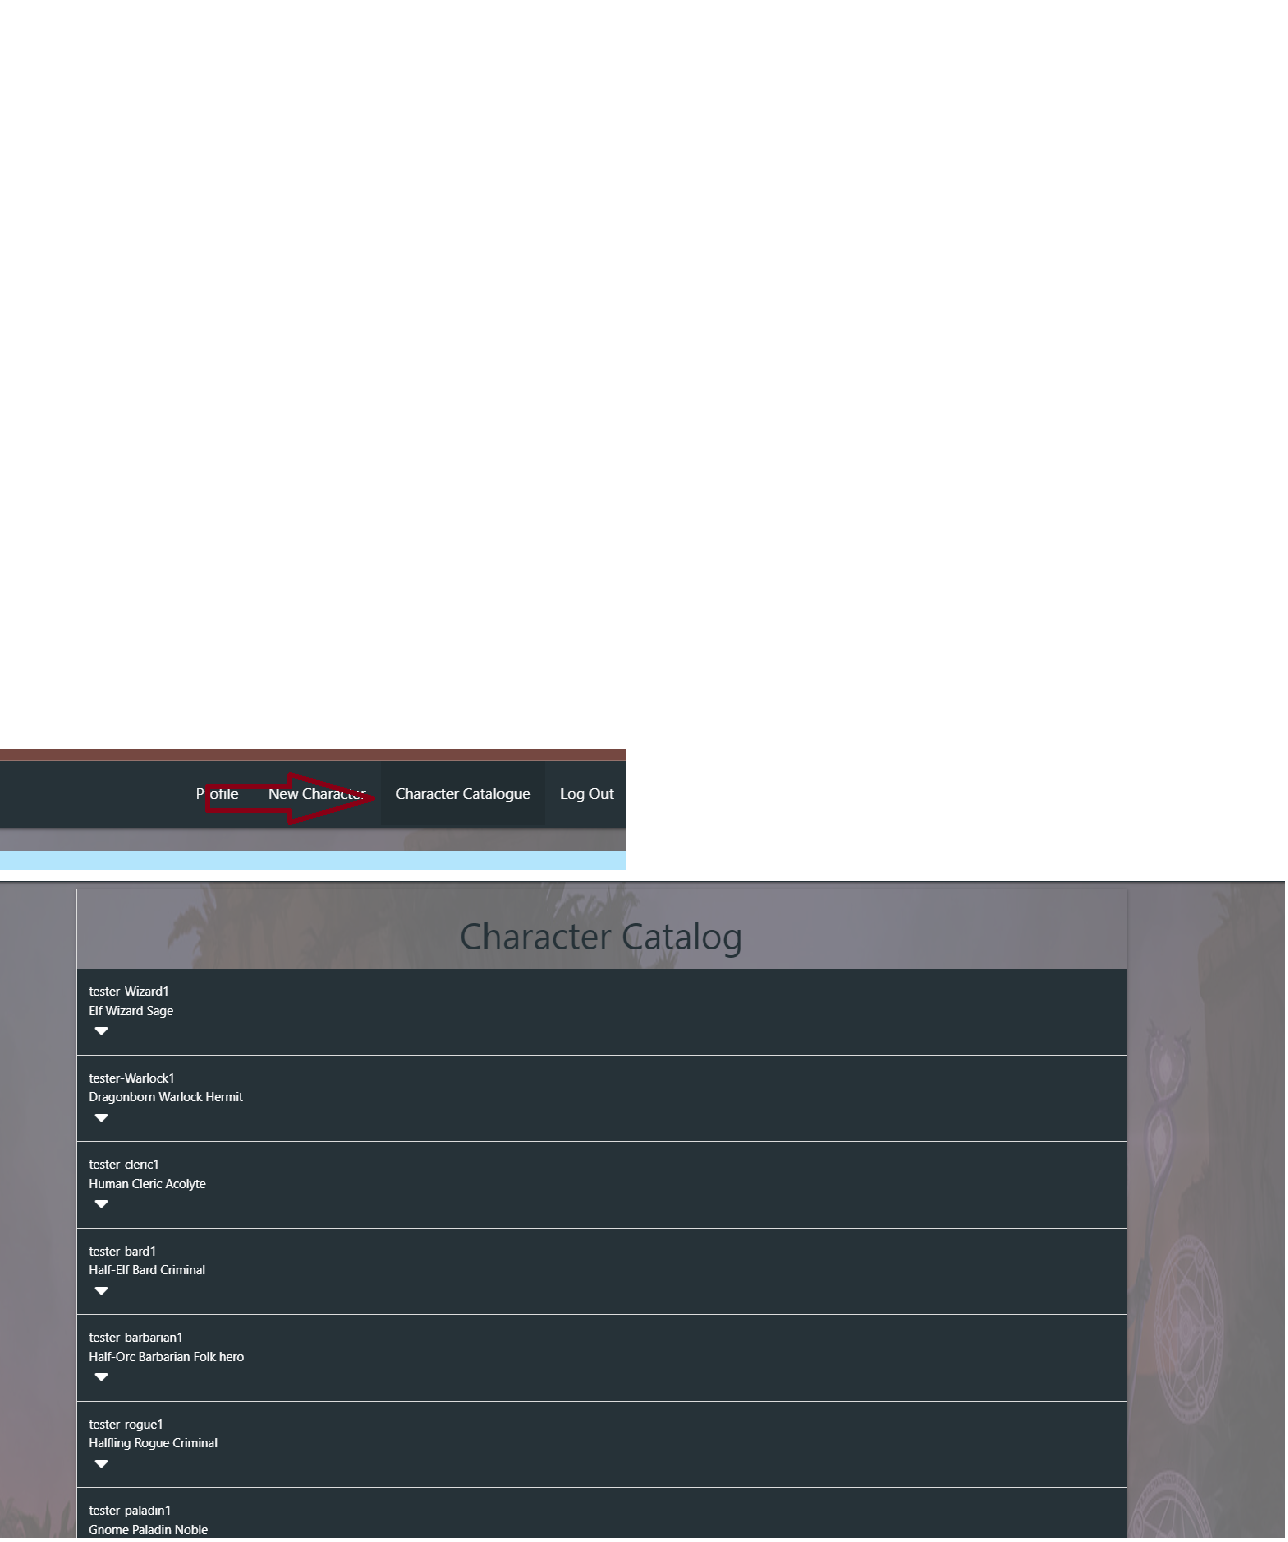 Profile New Character Character Catalogue Log Out
Character Catalog
tester-Wizard1
Elf Wizard Sage
tester-Warlock1
Dragonborn Warlock Hermit
tester-cleric1
Human Cleric Acolyte
tester-bard1
Half-Elf Bard Criminal
tester-barbarian1
Half-Orc Barbarian Folk hero
tester-rogue1
Halfling Rogue Criminal
tester-paladin1
Gnome Paladin Noble